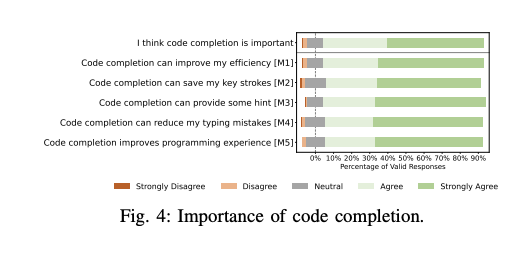 I think code completion is important
Code completion can improve my efficiency [M1]
Code completion can save my key strokes [M2]
Code completion can provide some hint [M3]
Code completion can reduce my typing mistakes [M4]
Code completion improves programming experience [M5]
0% 10% 20% 30% 40% 50% 60% 70% 80% 90%
Percentage of Valid Responses
Strongly Disagree Disagree Neutral Agree Strongly Agree
Fig. 4: Importance of code completion.